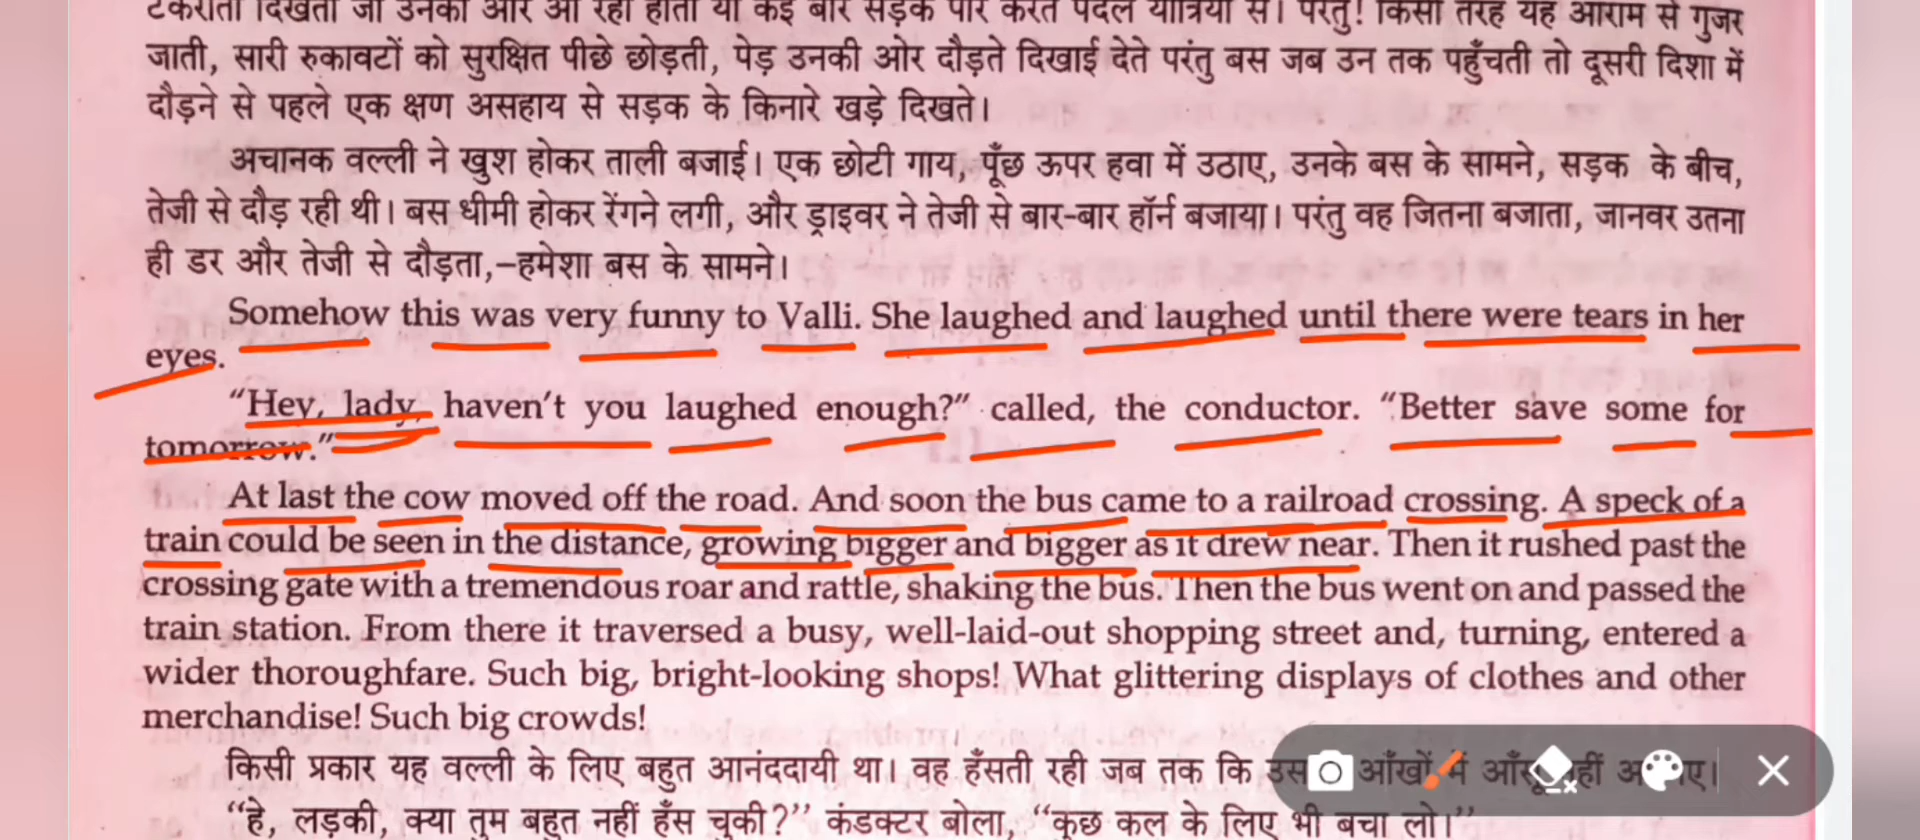 टकराती दिखती जो उनकी ओर आ रही होती या कई बार सड़क पार करते पैदल यात्रियों से। परंतु! किसी तरह यह आराम से गुजर
जाती, सारी रुकावटों को सुरक्षित पीछे छोड़ती, पेड़ उनकी ओर दौड़ते दिखाई देते परंतु बस जब उन तक पहुँचती तो दूसरी दिशा में
दौड़ने से पहले एक क्षण असहाय से सड़क के किनारे खड़े दिखते।
अचानक वल्ली ने खुश होकर ताली बजाई। एक छोटी गाय, पूँछ ऊपर हवा में उठाए, उनके बस के सामने, सड़क के बीच,
तेजी से दौड़ रही थी। बस धीमी होकर रेंगने लगी, और ड्राइवर ने तेजी से बार-बार हॉर्न बजाया। परंतु वह जितना बजाता, जानवर उतना
ही डर और तेजी से दौड़ता,–हमेशा बस के सामने।
Somehow this was very funny to Valli. She laughed and laughed until there were tears in her
eyes.
“Hey, lady, haven’t you laughed enough?” called, the conductor. “Better save some for
tomorrow.”
At last the cow moved off the road. And soon the bus came to a railroad crossing. A speck of a
train could be seen in the distance, growing bigger and bigger as it drew near. Then it rushed past the
crossing gate with a tremendous roar and rattle, shaking the bus. Then the bus went on and passed the
train station. From there it traversed a busy, well-laid-out shopping street and, turning, entered a
wider thoroughfare. Such big, bright-looking shops! What glittering displays of clothes and other
merchandise! Such big crowds!
किसी प्रकार यह वल्ली के लिए बहुत आनंददायी था। वह हँसती रही जब तक कि उस आँखों में आँसू नहीं
“हे, लड़की, क्या तुम बहुत नहीं हँस चुकी?” कंडक्टर बोला, “कुछ कल के लिए भी बचा लो।”